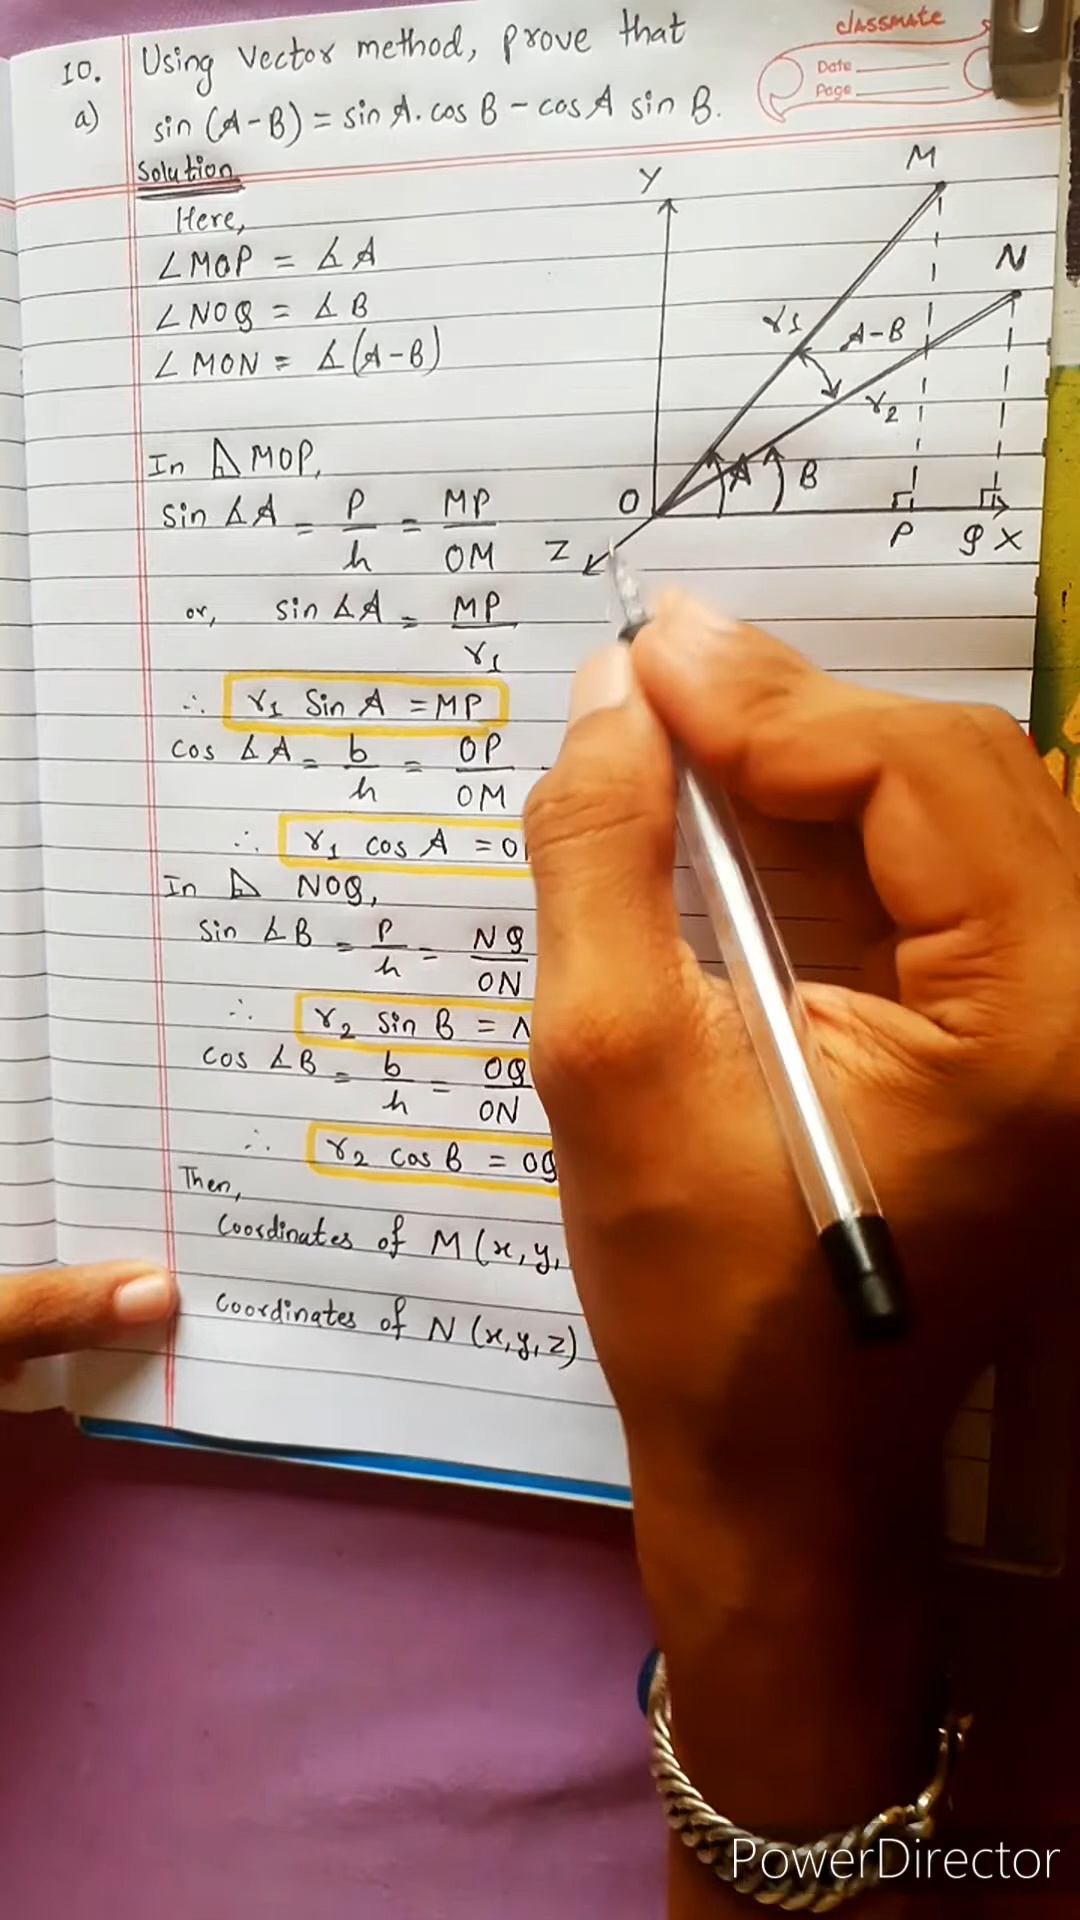 classmate
Date
Page
10. Using Vector method, prove that
a) sin (A-B) = sin A. cos B - cos A sin B.
Solution
Here,
∠MOP = ∡A
∠NOQ = ∡B
∠MON = ∡(A-B)
Y
M
N
r1
A-B
r2
A
B
O
P
Q
X
Z
In ⊿ MOP,
sin ∡A = P/h = MP/OM
or, sin ∡A = MP/r1
∴ r1 Sin A = MP
cos ∡A = b/h = OP/OM
∴ r1 cos A = O
In ⊿ NOQ,
sin ∡B = P/h = NQ/ON
∴ r2 sin B =
cos ∡B = b/h = OQ/ON
∴ r2 cos B = OQ
Then,
Coordinates of M (x, y,
Coordinates of N (x, y, z)
PowerDirector